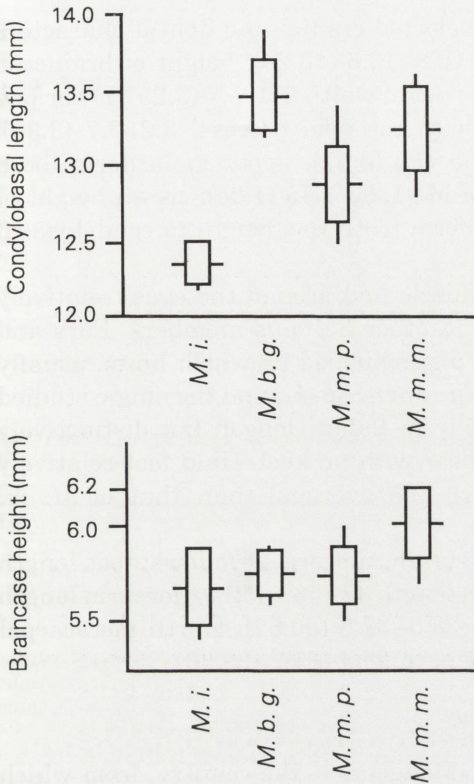 Condylobasal length (mm)
14.0
13.5
13.0
12.5
12.0
M. i.
M. b. g.
M. m. p.
M. m. m.
Braincase height (mm)
6.2
6.0
5.5
M. i.
M. b. g.
M. m. p.
M. m. m.